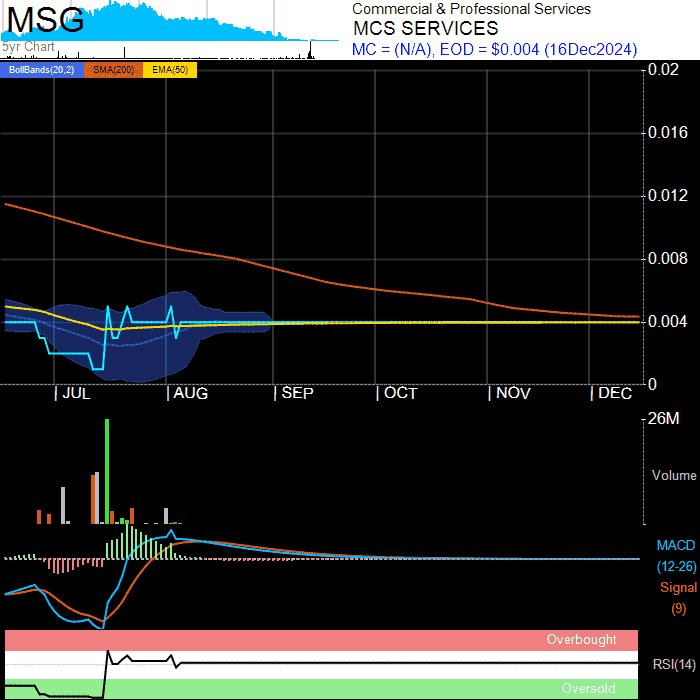 MSG
5yr Chart
Commercial & Professional Services
MCS SERVICES
MC = (N/A), EOD = $0.004 (16Dec2024)
BollBands(20,2) SMA(200) EMA(50)
0.02
0.016
0.012
0.008
0.004
0
JUL AUG SEP OCT NOV DEC
26M
Volume
MACD
(12-26)
Signal
(9)
Overbought
RSI(14)
Oversold